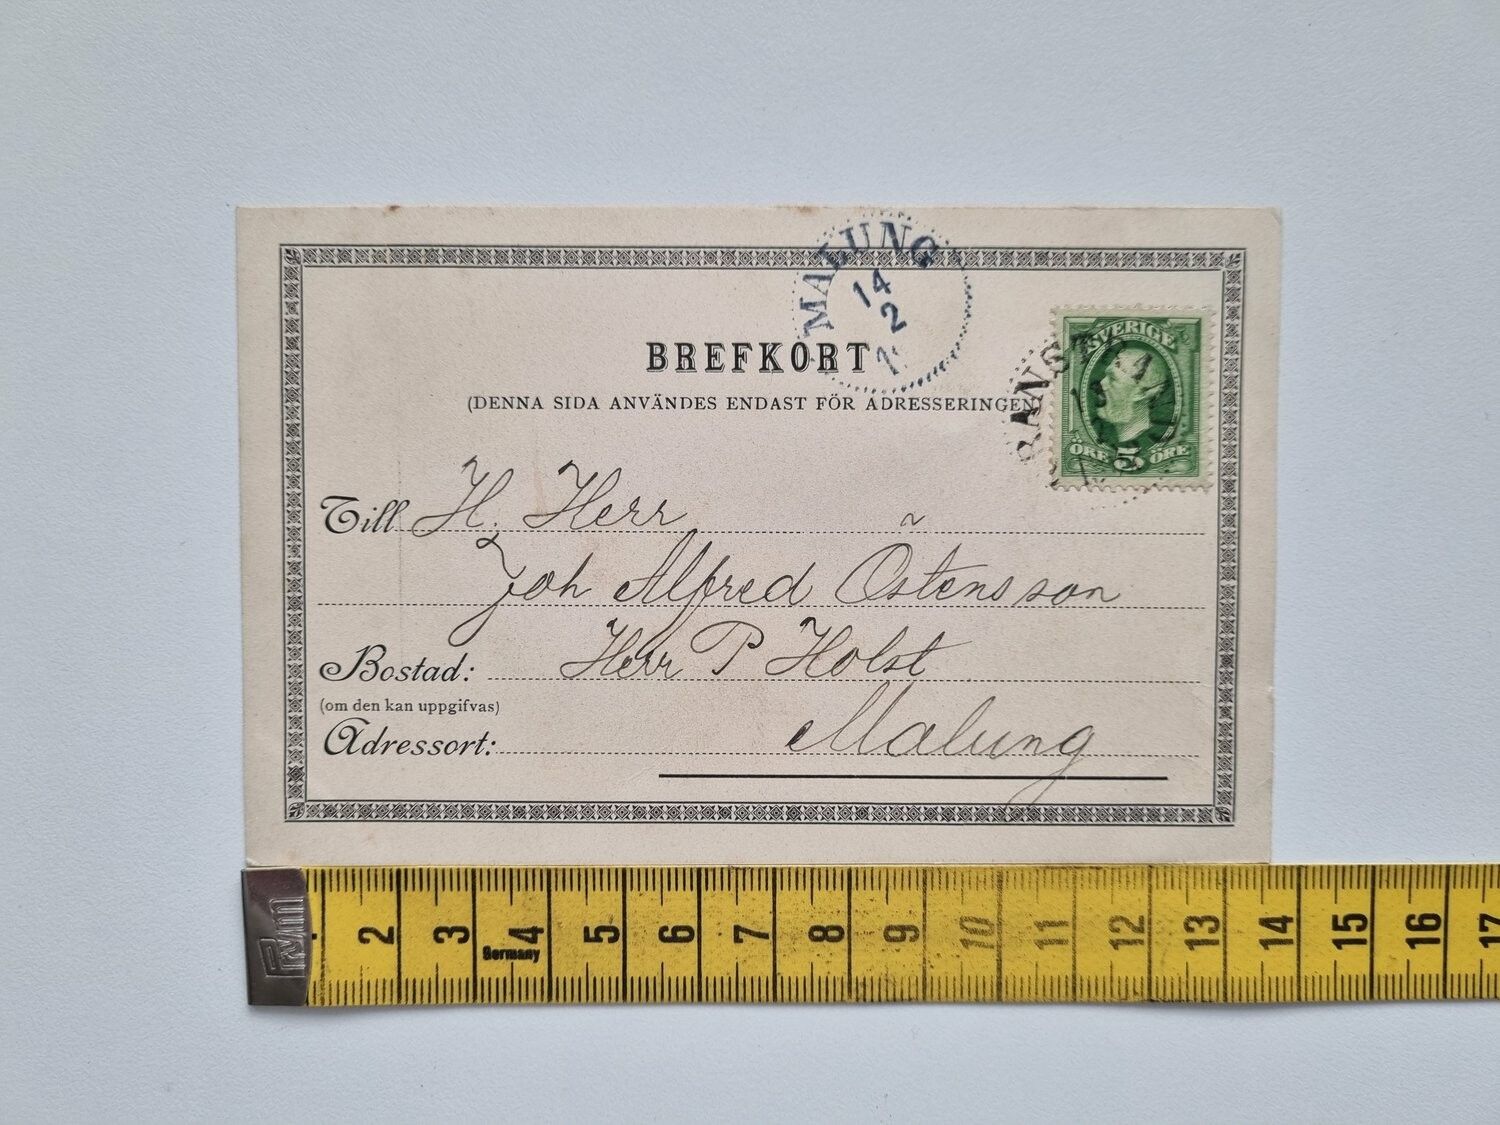 MALUNG
14
2
BREFKORT
(DENNA SIDA ANVÄNDES ENDAST FÖR ADRESSERINGEN
SVERIGE
ÖRE 5 ÖRE
Till H. Herr
Joh Alfred Östensson
Bostad: Herr P Holst
(om den kan uppgifvas)
Adressort: Malung
Prym
2 3 4 5 6 7 8 9 10 11 12 13 14 15 16 17
Germany